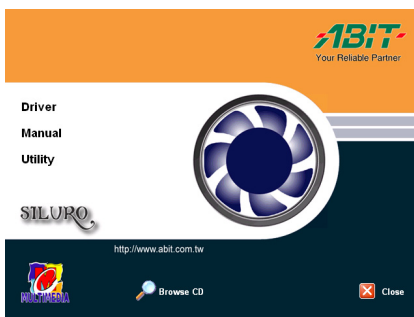 ABIT
Your Reliable Partner
Driver
Manual
Utility
SILURO
http://www.abit.com.tw
MULTIMEDIA
Browse CD
Close